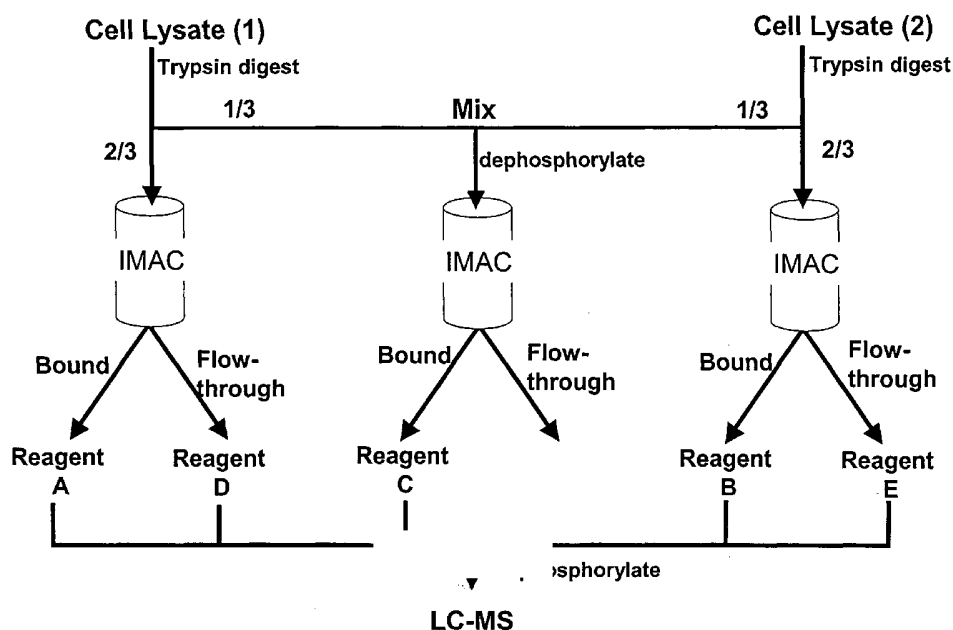 Cell Lysate (1)
Cell Lysate (2)
Trypsin digest
Trypsin digest
1/3
Mix
1/3
2/3
dephosphorylate
2/3
IMAC
IMAC
IMAC
Bound
Flow-
through
Bound
Flow-
through
Bound
Flow-
through
Reagent
A
Reagent
D
Reagent
C
Reagent
B
Reagent
E
sphorylate
LC-MS